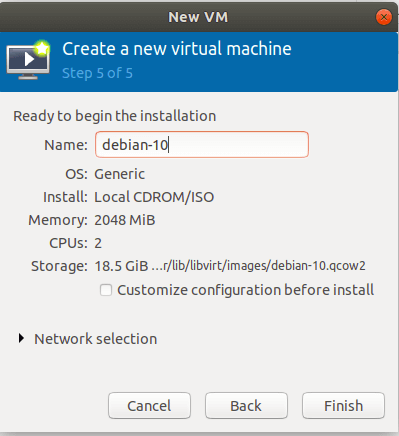 New VM
Create a new virtual machine
Step 5 of 5
Ready to begin the installation
Name: debian-10
OS: Generic
Install: Local CDROM/ISO
Memory: 2048 MiB
CPUs: 2
Storage: 18.5 GiB ...r/lib/libvirt/images/debian-10.qcow2
Customize configuration before install
Network selection
Cancel Back Finish